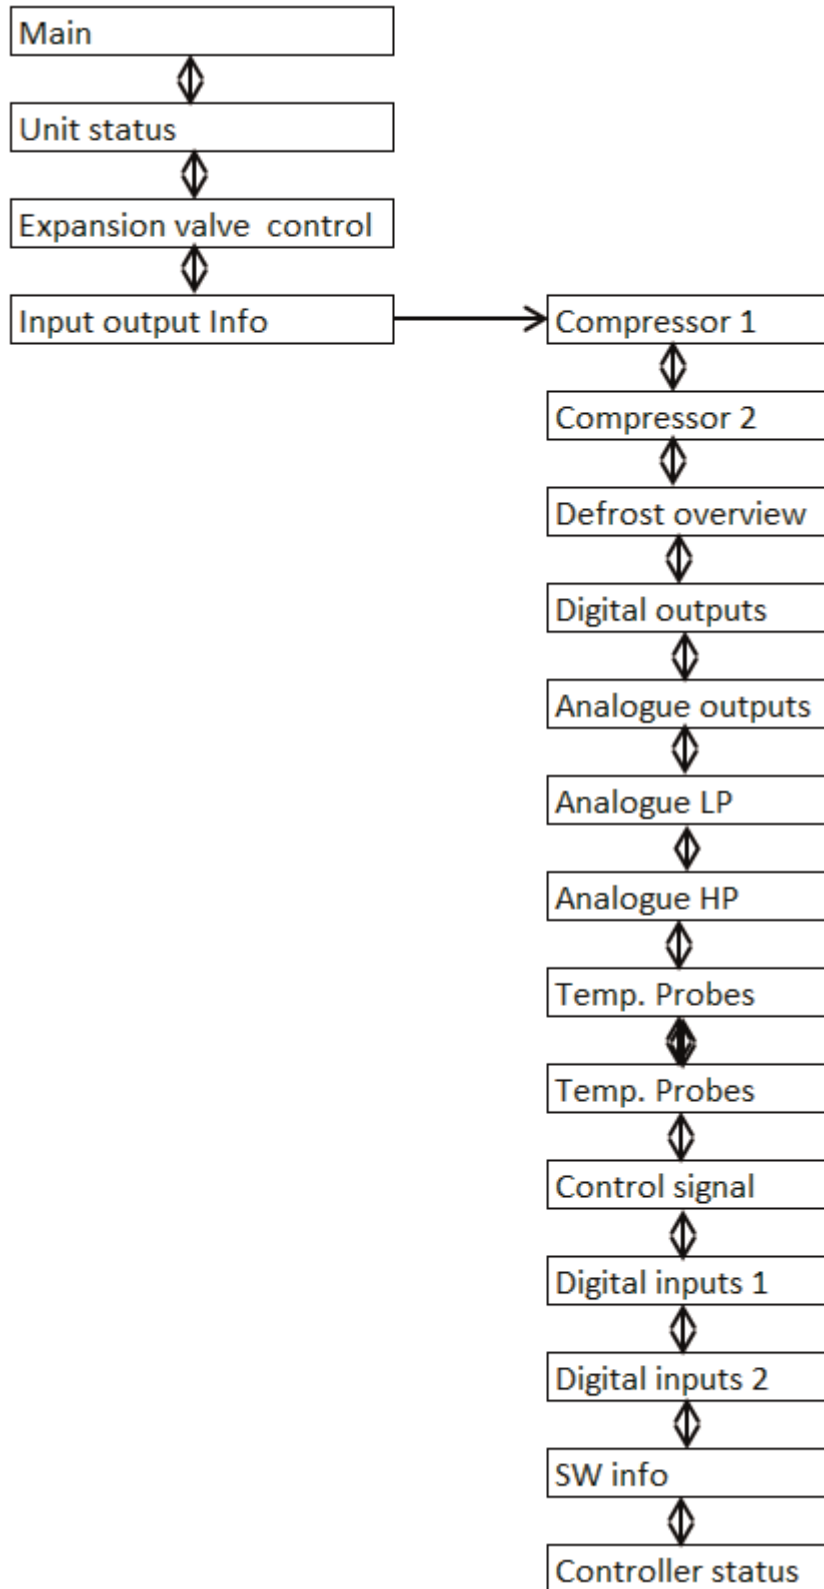 Main
Unit status
Expansion valve  control
Input output Info
Compressor 1
Compressor 2
Defrost overview
Digital outputs
Analogue outputs
Analogue LP
Analogue HP
Temp. Probes
Temp. Probes
Control signal
Digital inputs 1
Digital inputs 2
SW info
Controller status